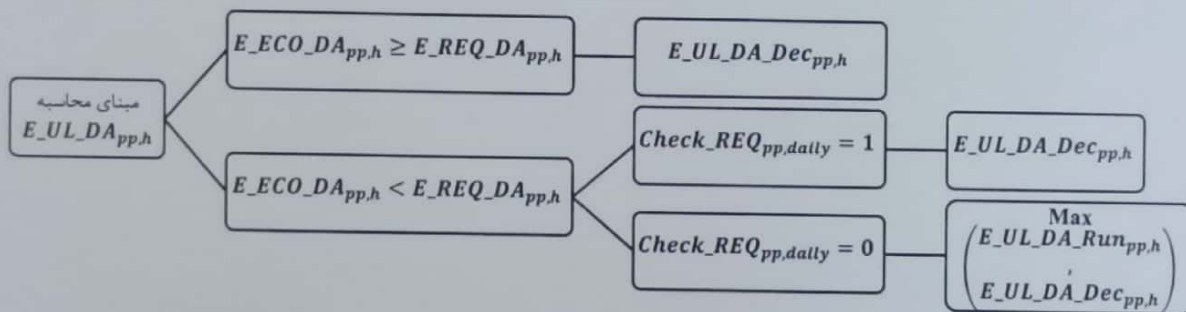 مبنای محاسبه
E_UL_DA_{pp,h}
E_ECO_DA_{pp,h} ≥ E_REQ_DA_{pp,h}
E_UL_DA_Dec_{pp,h}
E_ECO_DA_{pp,h} < E_REQ_DA_{pp,h}
Check_REQ_{pp,daily} = 1
E_UL_DA_Dec_{pp,h}
Check_REQ_{pp,daily} = 0
Max
(E_UL_DA_Run_{pp,h}
,
E_UL_DA_Dec_{pp,h})